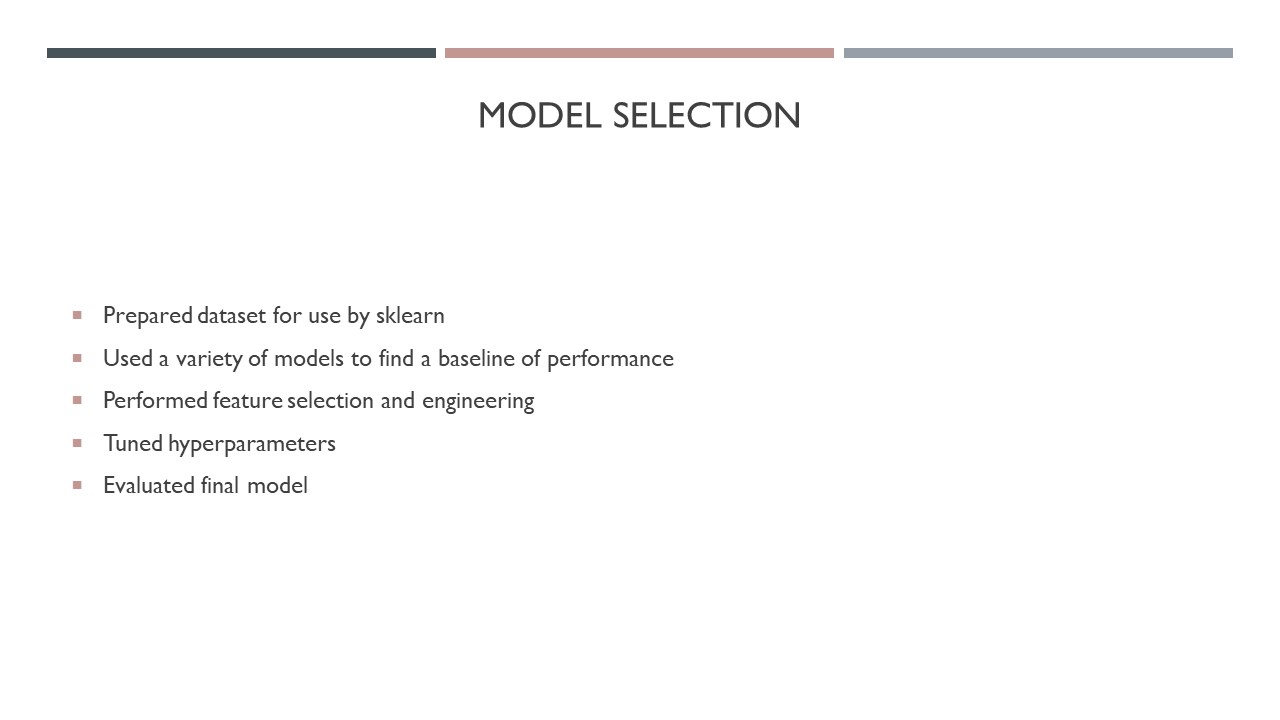 MODEL SELECTION
Prepared dataset for use by sklearn
Used a variety of models to find a baseline of performance
Performed feature selection and engineering
Tuned hyperparameters
Evaluated final model